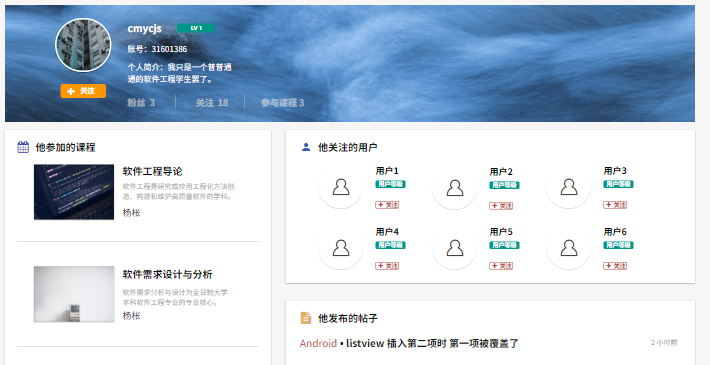 cmycjs LV 1
账号：31601386
个人简介：我只是一个普普通
通的软件工程学生罢了。
关注
粉丝 3 关注 18 参与课程 3
他参加的课程
软件工程导论
软件工程是研究或应用工程化方法创
造、构建和维护高质量软件的学科。
杨枨
软件需求设计与分析
软件需求分析与设计为全日制大学
本科软件工程专业的专业核心。
杨枨
他关注的用户
用户1
用户等级
关注
用户2
用户等级
关注
用户3
用户等级
关注
用户4
用户等级
关注
用户5
用户等级
关注
用户6
用户等级
关注
他发布的帖子
Android • listview 插入第二项时 第一项被覆盖了 2 小时前